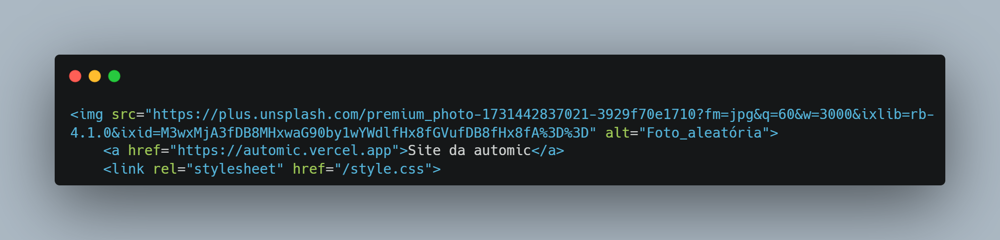 <img src="https://plus.unsplash.com/premium_photo-1731442837021-3929f70e1710?fm=jpg&q=60&w=3000&ixlib=rb-
4.1.0&ixid=M3wxMjA3fDB8MHxwaG90by1wYWdlfHx8fGVufDB8fHx8fA%3D%3D" alt="Foto_aleatória">
    <a href="https://automic.vercel.app">Site da automic</a>
    <link rel="stylesheet" href="/style.css">